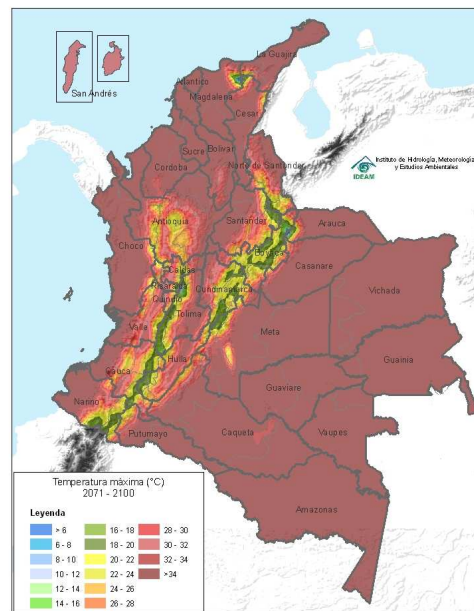 La Guajira
Atlantico
Magdalena
Cesar
San Andrés
Sucre
Bolivar
Cordoba
Norte de Santander
Instituto de Hidrología, Meteorología
y Estudios Ambientales
IDEAM
Antioquia
Santander
Arauca
Choco
Boyaca
Casanare
Caldas
Risaralda
Cundinamarca
Vichada
Quindio
Tolima
Valle
Meta
Huila
Guainia
Cauca
Guaviare
Nariño
Putumayo
Caqueta
Vaupes
Amazonas
Temperatura máxima (°C)
2071 - 2100
Leyenda
> 6
16 - 18
28 - 30
6 - 8
18 - 20
30 - 32
8 - 10
20 - 22
32 - 34
10 - 12
22 - 24
>34
12 - 14
24 - 26
14 - 16
26 - 28